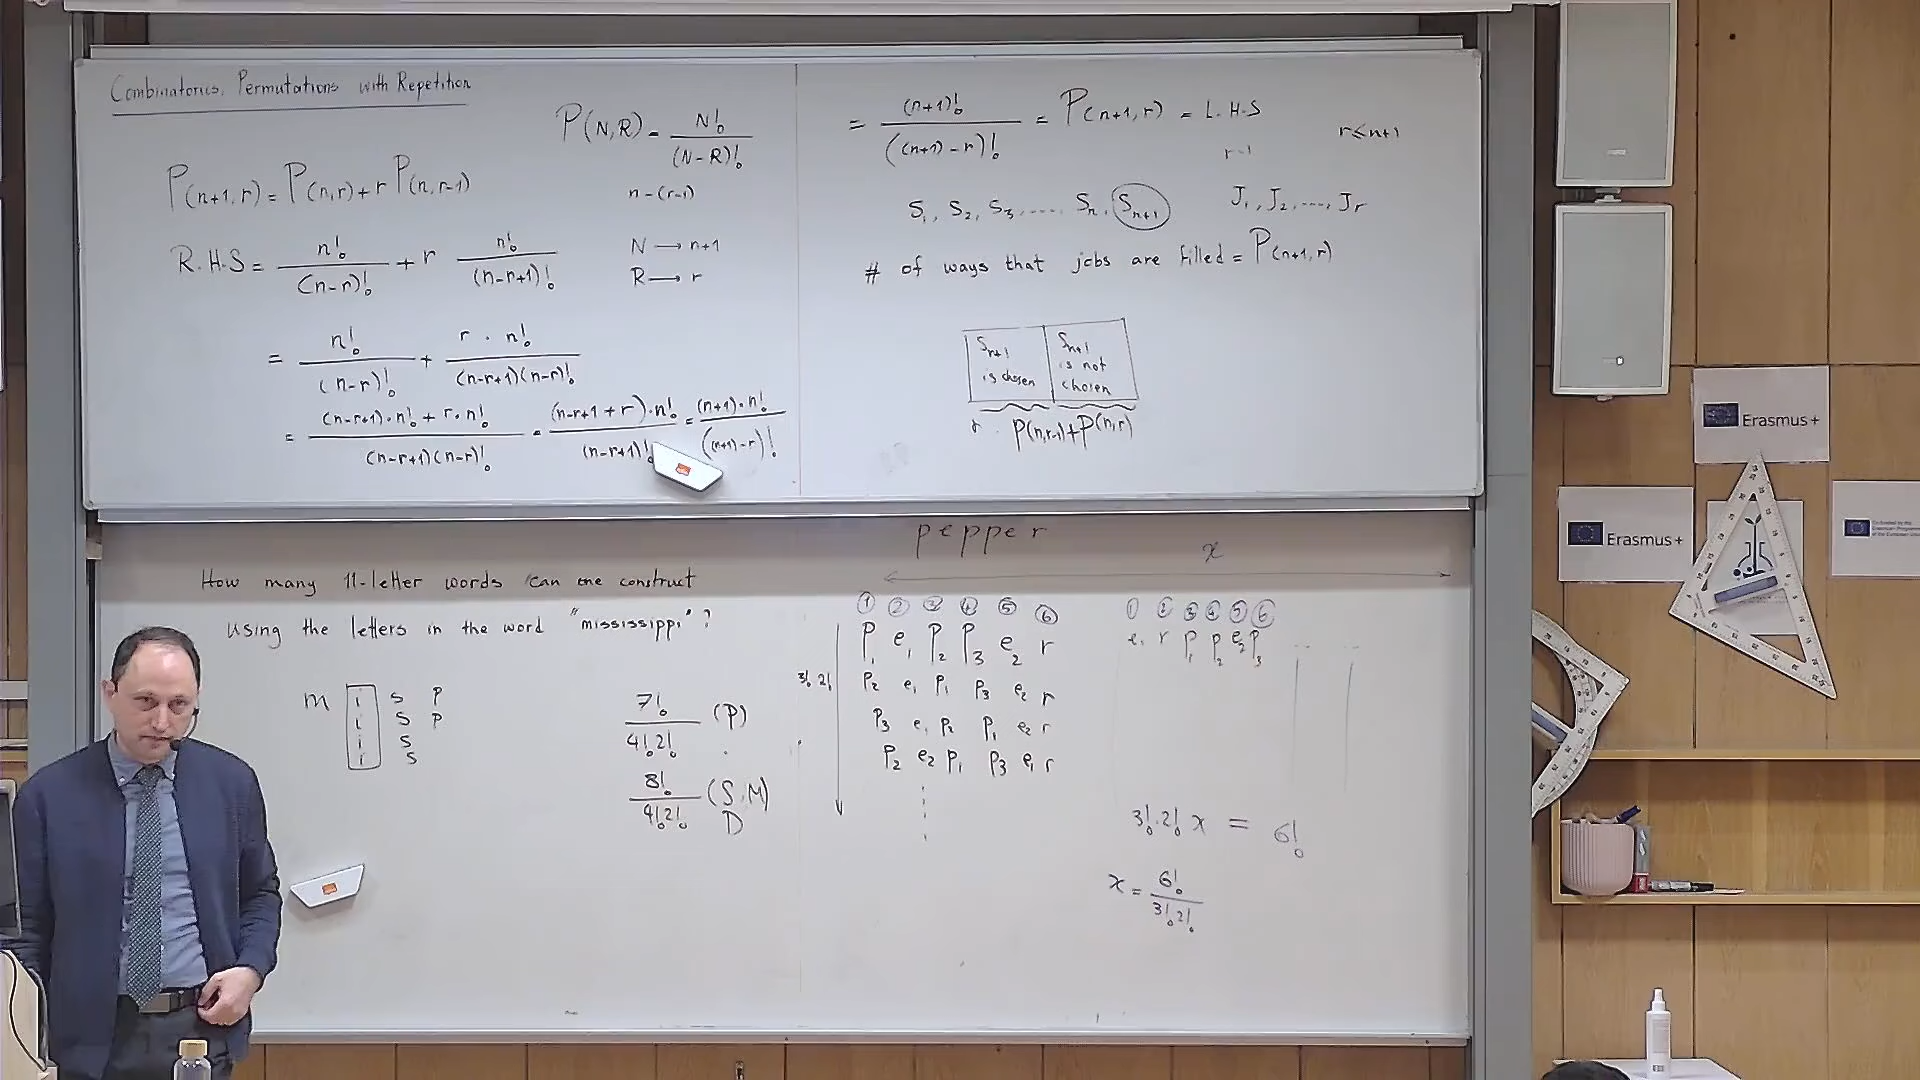 Combinatorics, Permutations with Repetition
P(N,R) = N! / (N-R)!
P(n+1,r) = P(n,r) + r P(n,r-1)
n-(r-1)
R.H.S = n! / (n-r)! + r n! / (n-r+1)!
N → n+1
R → r
= n! / (n-r)! + r · n! / (n-r+1)(n-r)!
= (n-r+1)·n! + r·n! / (n-r+1)(n-r)! = (n-r+1+r)·n! / (n-r+1)! = (n+1)·n! / ((n+1)-r)!
= (n+1)! / ((n+1)-r)! = P(n+1,r) = L.H.S
r≤n+1
r-1
S₁, S₂, S₃, ..... Sn, Sn+1
J₁, J₂, ...., Jr
# of ways that jobs are filled = P(n+1,r)
Sn+1 is chosen
Sn+1 is not chosen
r · P(n,r-1) + P(n,r)
pepper
x
How many 11-letter words can one construct
using the letters in the word "mississippi" ?
m i s p
i s p
i s
i s
7! / 4!2! (P)
8! / 4!2! (S,M)
D
① ② ③ ④ ⑤ ⑥
P₁ e₁ P₂ P₃ e₂ r
3! 2!
P₂ e₁ P₁ P₃ e₂ r
P₃ e₁ P₂ P₁ e₂ r
P₂ e₂ P₁ P₃ e₁ r
① ② ③ ④ ⑤ ⑥
e₁ r P₁ P₂ e₂ P₃
3!·2! x = 6!
x = 6! / 3!2!
Erasmus+
Erasmus+